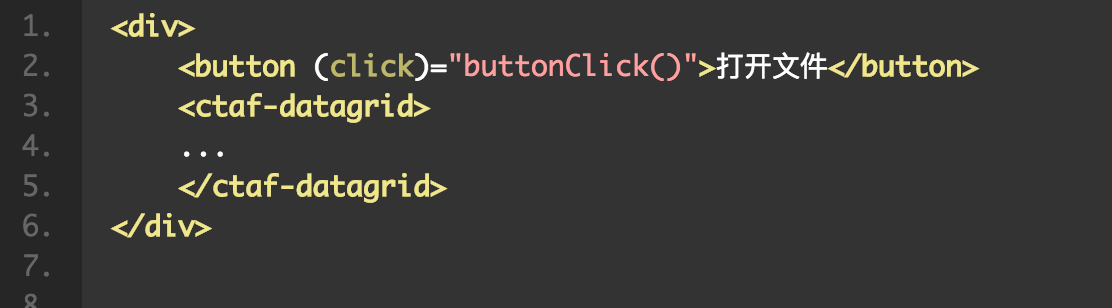 1. <div>
2. <button (click)="buttonClick()">打开文件</button>
3. <ctaf-datagrid>
4. ...
5. </ctaf-datagrid>
6. </div>
7.
8.